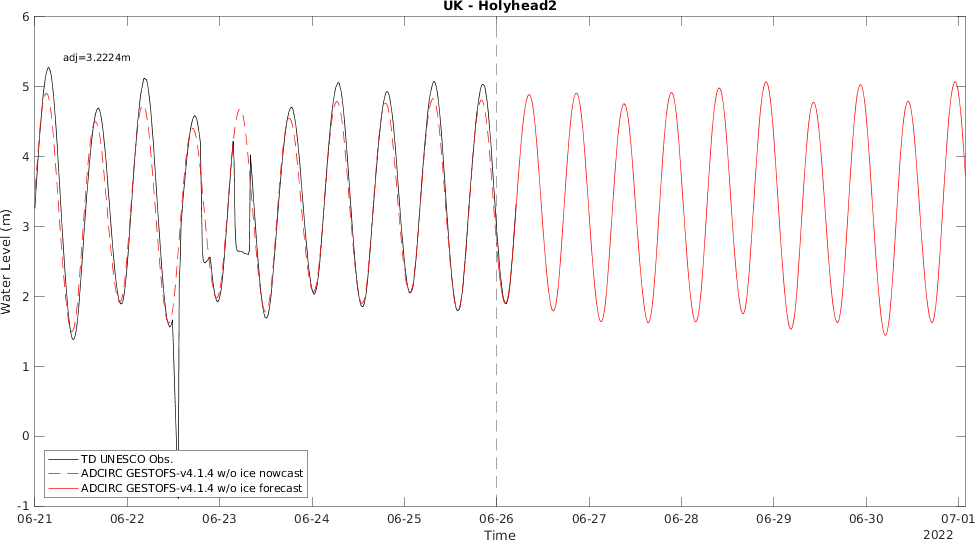 UK - Holyhead2
adj=3.2224m
6
5
4
3
2
1
0
-1
Water Level (m)
TD UNESCO Obs.
ADCIRC GESTOFS-v4.1.4 w/o ice nowcast
ADCIRC GESTOFS-v4.1.4 w/o ice forecast
06-21 06-22 06-23 06-24 06-25 06-26 06-27 06-28 06-29 06-30 07-01
Time
2022